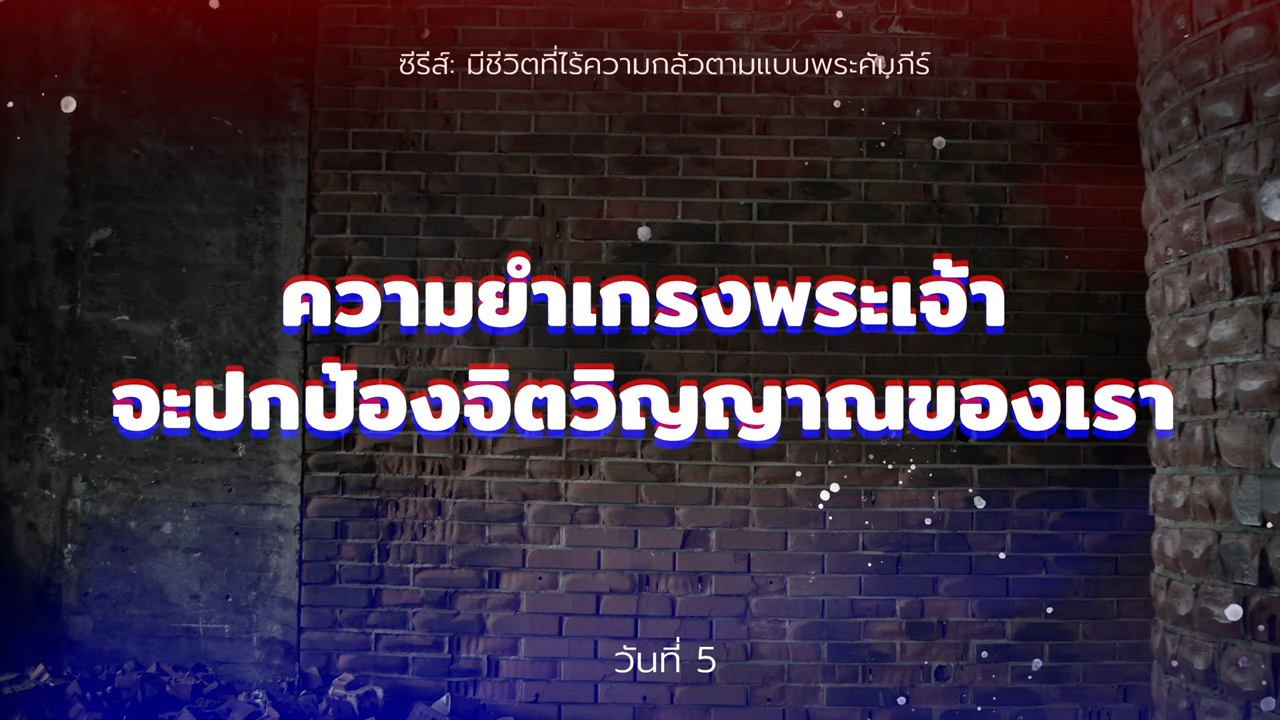 ซีรีส์: มีชีวิตที่ไร้ความกลัวตามแบบพระคัมภีร์
ความยำเกรงพระเจ้า
จะปกป้องจิตวิญญาณของเรา
วันที่ 5